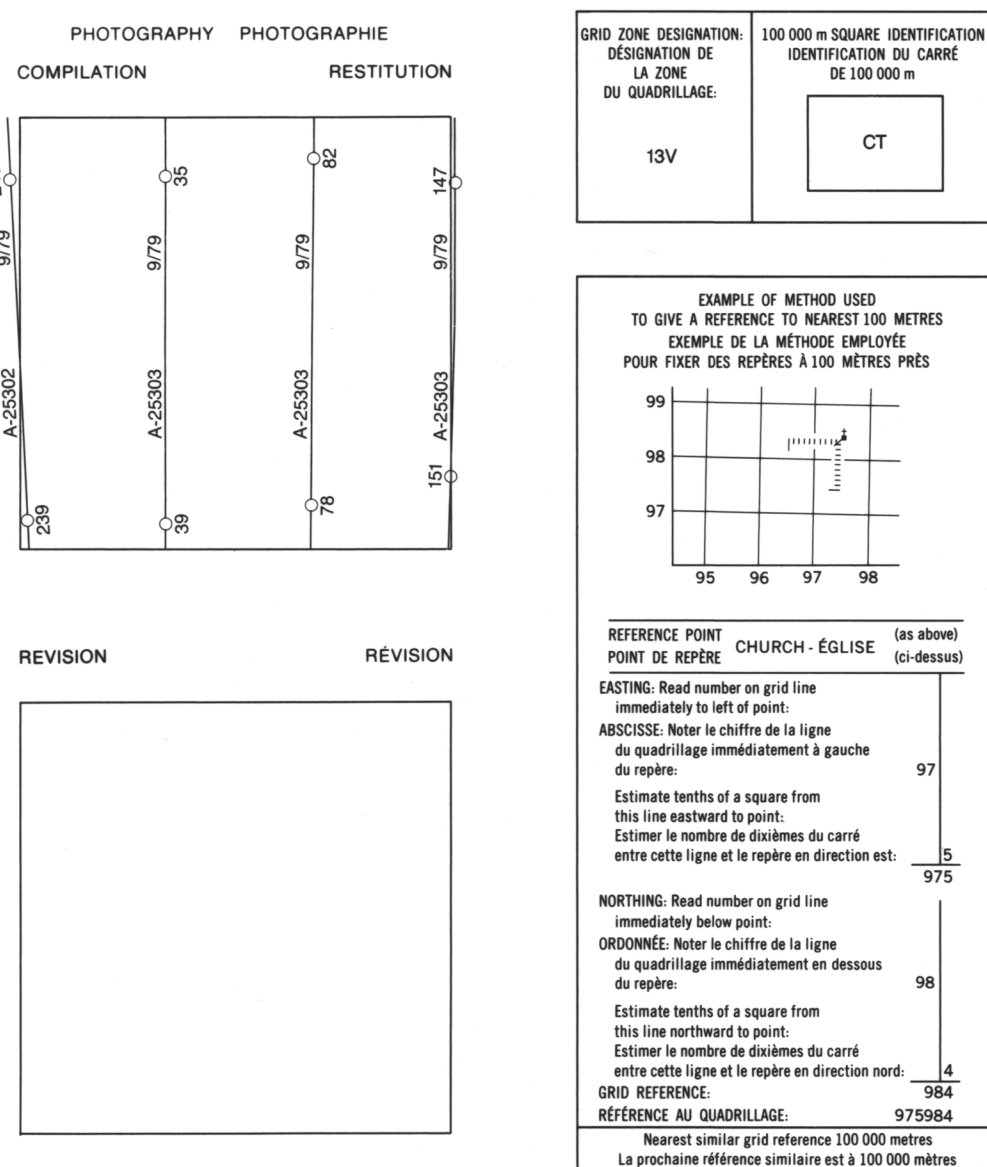 PHOTOGRAPHY PHOTOGRAPHIE
COMPILATION RESTITUTION
35
82
147
9/79
9/79
9/79
9/79
A-25302
A-25303
A-25303
A-25303
239
39
78
151
REVISION RÉVISION
GRID ZONE DESIGNATION:
DÉSIGNATION DE
LA ZONE
DU QUADRILLAGE:
13V
100 000 m SQUARE IDENTIFICATION
IDENTIFICATION DU CARRÉ
DE 100 000 m
CT
EXAMPLE OF METHOD USED
TO GIVE A REFERENCE TO NEAREST 100 METRES
EXEMPLE DE LA MÉTHODE EMPLOYÉE
POUR FIXER DES REPÈRES À 100 MÈTRES PRÈS
99
98
97
95 96 97 98
REFERENCE POINT
POINT DE REPÈRE
CHURCH - ÉGLISE
(as above)
(ci-dessus)
EASTING: Read number on grid line
immediately to left of point:
ABSCISSE: Noter le chiffre de la ligne
du quadrillage immédiatement à gauche
du repère: 97
Estimate tenths of a square from
this line eastward to point:
Estimer le nombre de dixièmes du carré
entre cette ligne et le repère en direction est: 5
975
NORTHING: Read number on grid line
immediately below point:
ORDONNÉE: Noter le chiffre de la ligne
du quadrillage immédiatement en dessous
du repère: 98
Estimate tenths of a square from
this line northward to point:
Estimer le nombre de dixièmes du carré
entre cette ligne et le repère en direction nord: 4
GRID REFERENCE: 984
RÉFÉRENCE AU QUADRILLAGE: 975984
Nearest similar grid reference 100 000 metres
La prochaine référence similaire est à 100 000 mètres